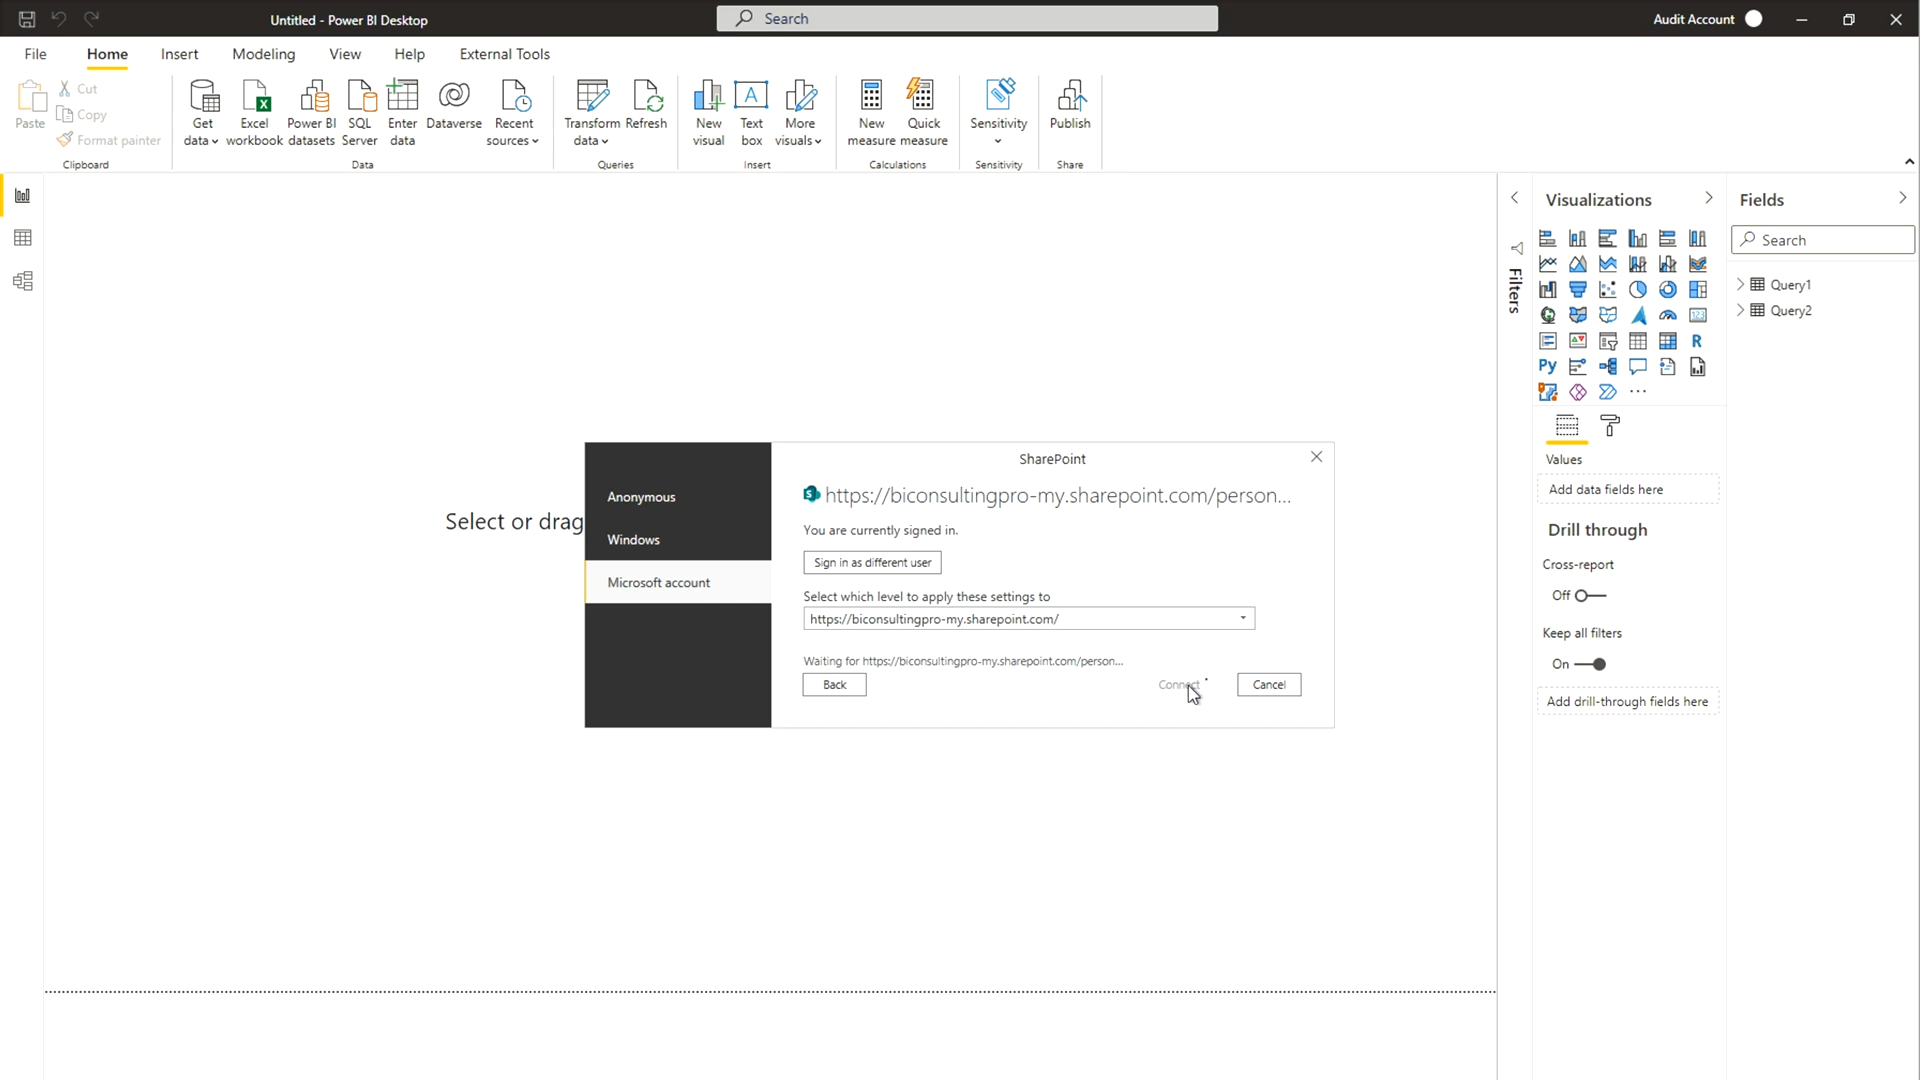 Untitled - Power BI Desktop
Search
Audit Account
File
Home
Insert
Modeling
View
Help
External Tools
Paste
Cut
Copy
Format painter
Clipboard
Get
data
Excel
workbook
Power BI
datasets
SQL
Server
Enter
data
Dataverse
Recent
sources
Data
Transform
data
Refresh
Queries
New
visual
Text
box
More
visuals
Insert
New
measure
Quick
measure
Calculations
Sensitivity
Sensitivity
Publish
Share
Select or drag
SharePoint
Anonymous
Windows
Microsoft account
https://biconsultingpro-my.sharepoint.com/person...
You are currently signed in.
Sign in as different user
Select which level to apply these settings to
https://biconsultingpro-my.sharepoint.com/
Waiting for https://biconsultingpro-my.sharepoint.com/person...
Back
Connect
Cancel
Filters
Visualizations
123
R
Py
Values
Add data fields here
Drill through
Cross-report
Off
Keep all filters
On
Add drill-through fields here
Fields
Search
Query1
Query2